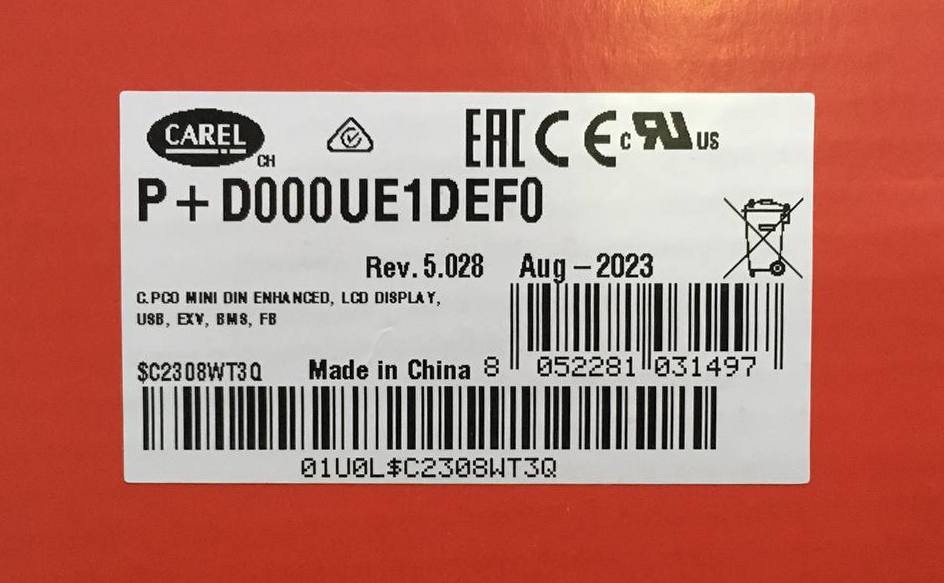 CAREL
CH
EAC CE c RU US
P+D000UE1DEF0
Rev. 5.028 Aug-2023
C.PCO MINI DIN ENHANCED, LCD DISPLAY,
USB, EXV, BMS, FB
$C2308WT3Q Made in China 8 052281 031497
01U0L$C2308WT3Q